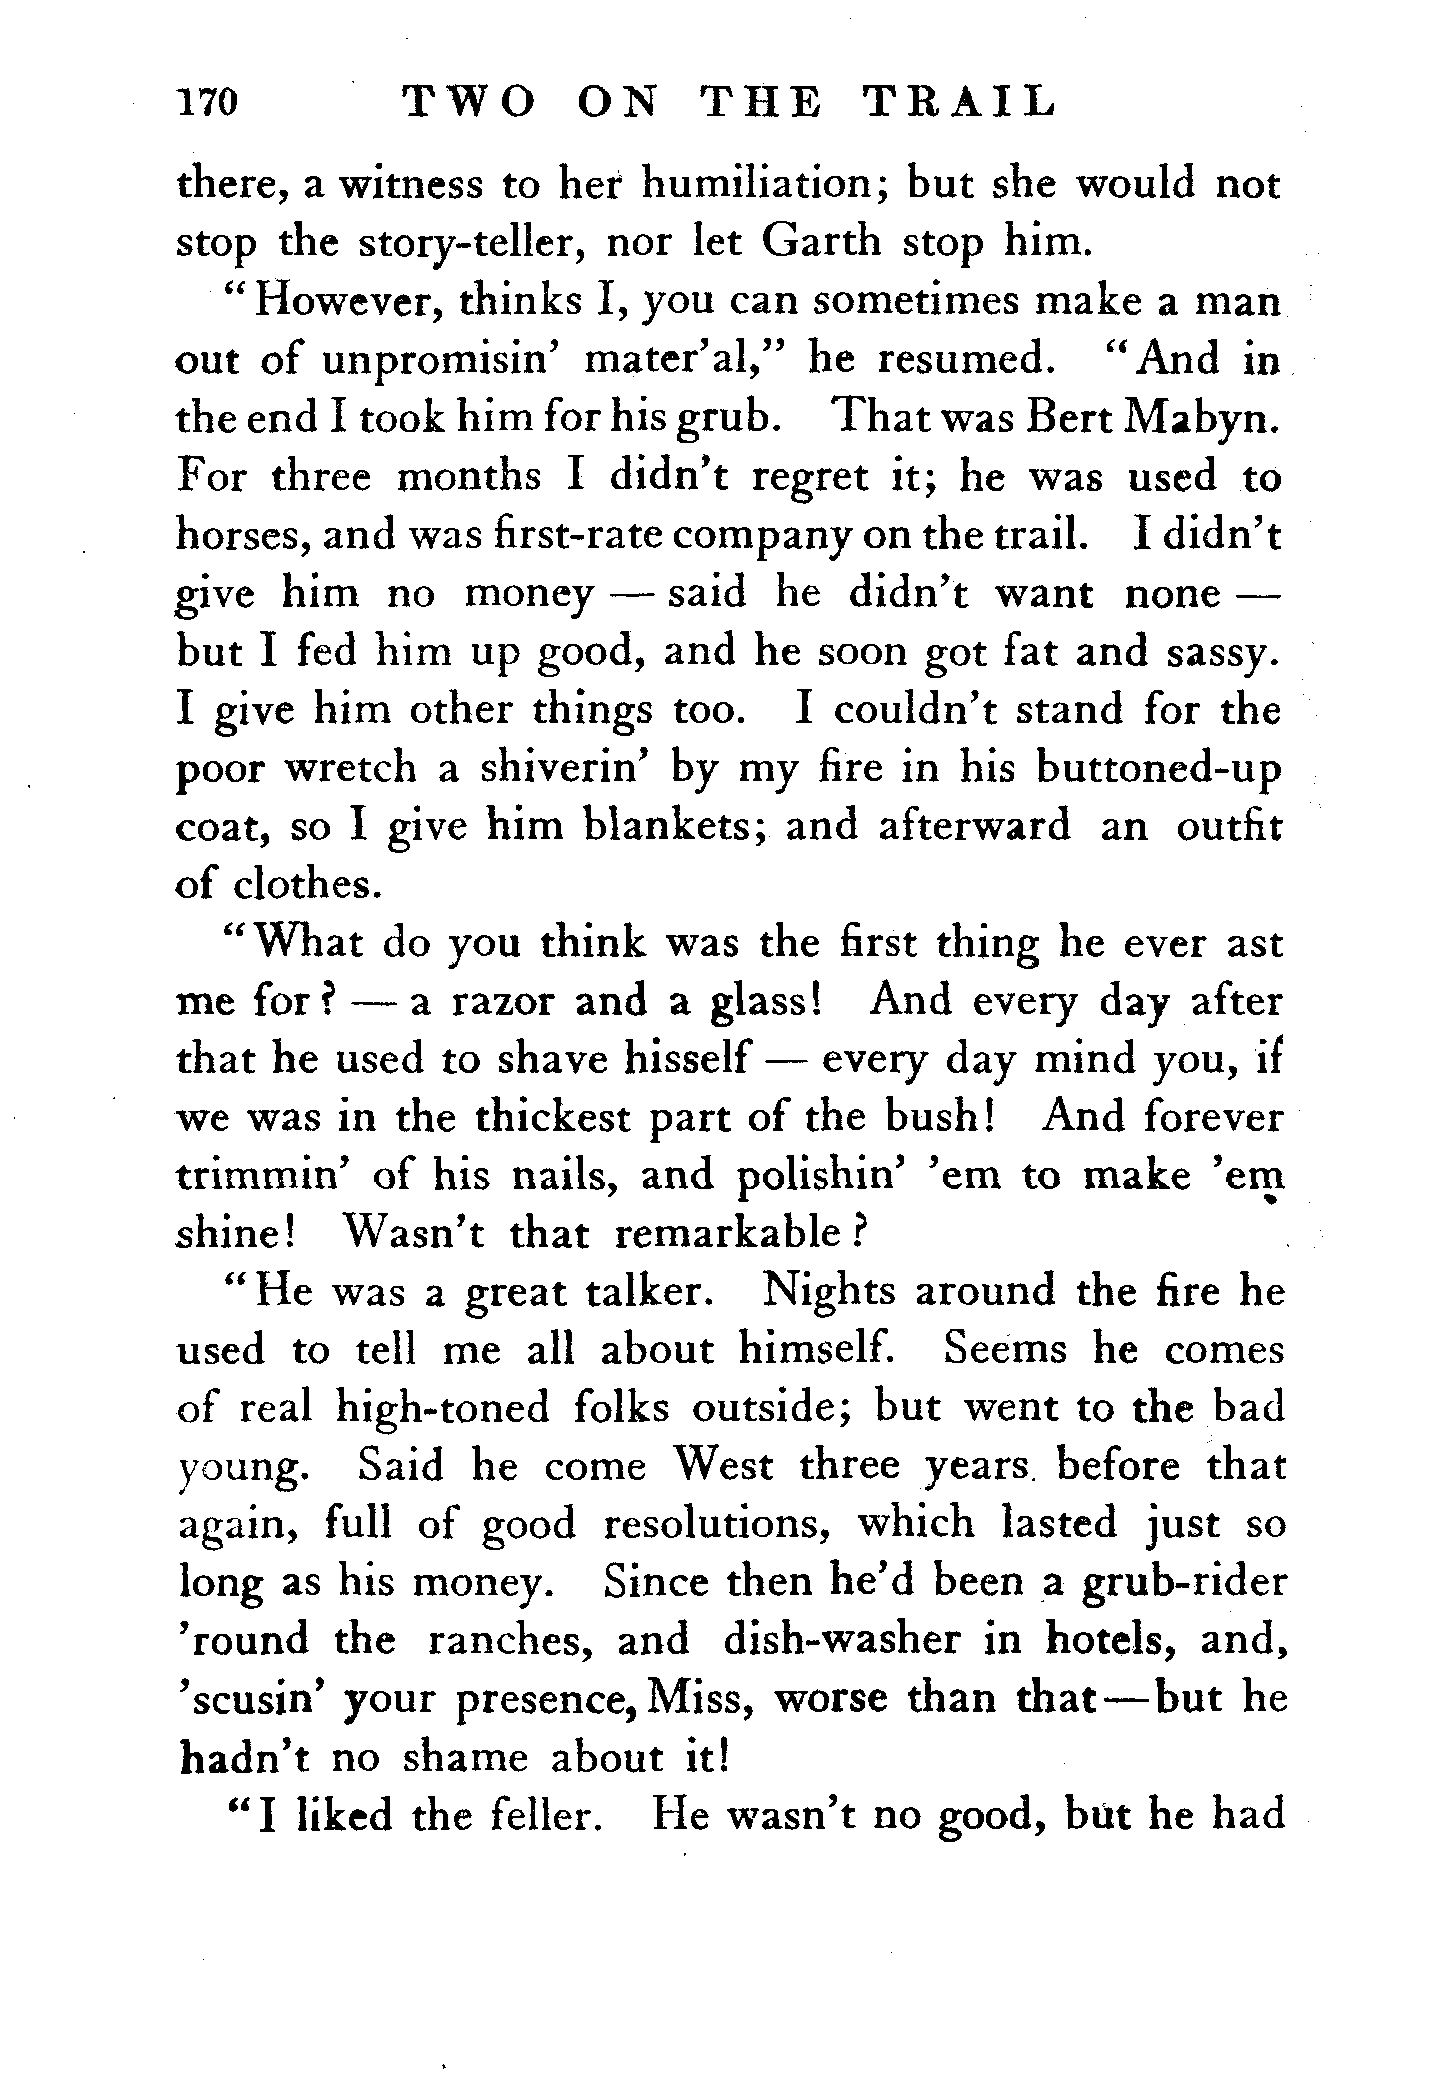 170 TWO ON THE TRAIL
there, a witness to her humiliation; but she would not
stop the story-teller, nor let Garth stop him.
“However, thinks I, you can sometimes make a man
out of unpromisin’ mater’al,” he resumed. “And in
the end I took him for his grub. That was Bert Mabyn.
For three months I didn’t regret it; he was used to
horses, and was first-rate company on the trail. I didn’t
give him no money — said he didn’t want none —
but I fed him up good, and he soon got fat and sassy.
I give him other things too. I couldn’t stand for the
poor wretch a shiverin’ by my fire in his buttoned-up
coat, so I give him blankets; and afterward an outfit
of clothes.
“What do you think was the first thing he ever ast
me for? — a razor and a glass! And every day after
that he used to shave hisself — every day mind you, if
we was in the thickest part of the bush! And forever
trimmin’ of his nails, and polishin’ ’em to make ’em
shine! Wasn’t that remarkable?
“He was a great talker. Nights around the fire he
used to tell me all about himself. Seems he comes
of real high-toned folks outside; but went to the bad
young. Said he come West three years before that
again, full of good resolutions, which lasted just so
long as his money. Since then he’d been a grub-rider
’round the ranches, and dish-washer in hotels, and,
’scusin’ your presence, Miss, worse than that—but he
hadn’t no shame about it!
“I liked the feller. He wasn’t no good, but he had